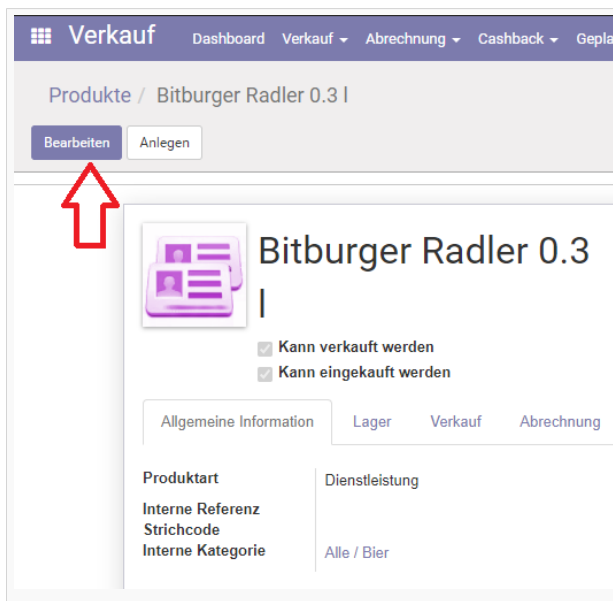 Verkauf Dashboard Verkauf Abrechnung Cashback Gepla
Produkte / Bitburger Radler 0.3 l
Bearbeiten Anlegen
Bitburger Radler 0.3
l
Kann verkauft werden
Kann eingekauft werden
Allgemeine Information Lager Verkauf Abrechnung
Produktart Dienstleistung
Interne Referenz
Strichcode
Interne Kategorie Alle / Bier